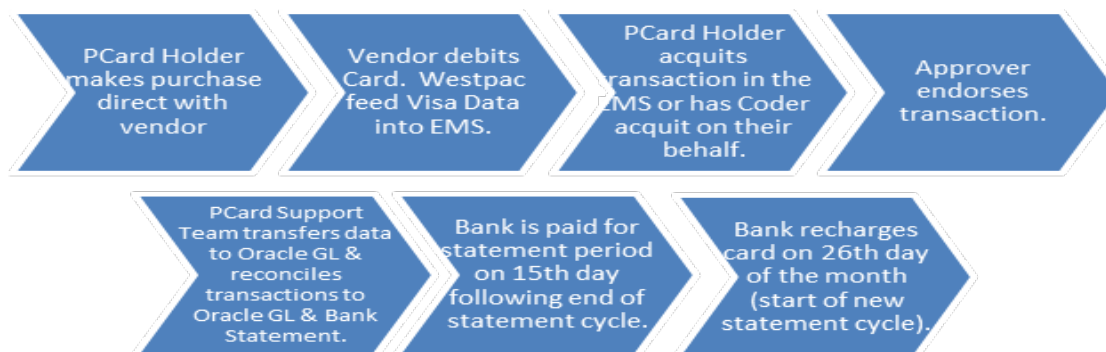 PCard Holder
makes purchase
direct with
vendor
Vendor debits
Card. Westpac
feed Visa Data
into EMS.
PCard Holder
acquits
transaction in the
EMS or has Coder
acquit on their
behalf.
Approver
endorses
transaction.
PCard Support
Team transfers data
to Oracle GL &
reconciles
transactions to
Oracle GL & Bank
Statement.
Bank is paid for
statement period
on 15th day
following end of
statement cycle.
Bank recharges
card on 26th day
of the month
(start of new
statement cycle).